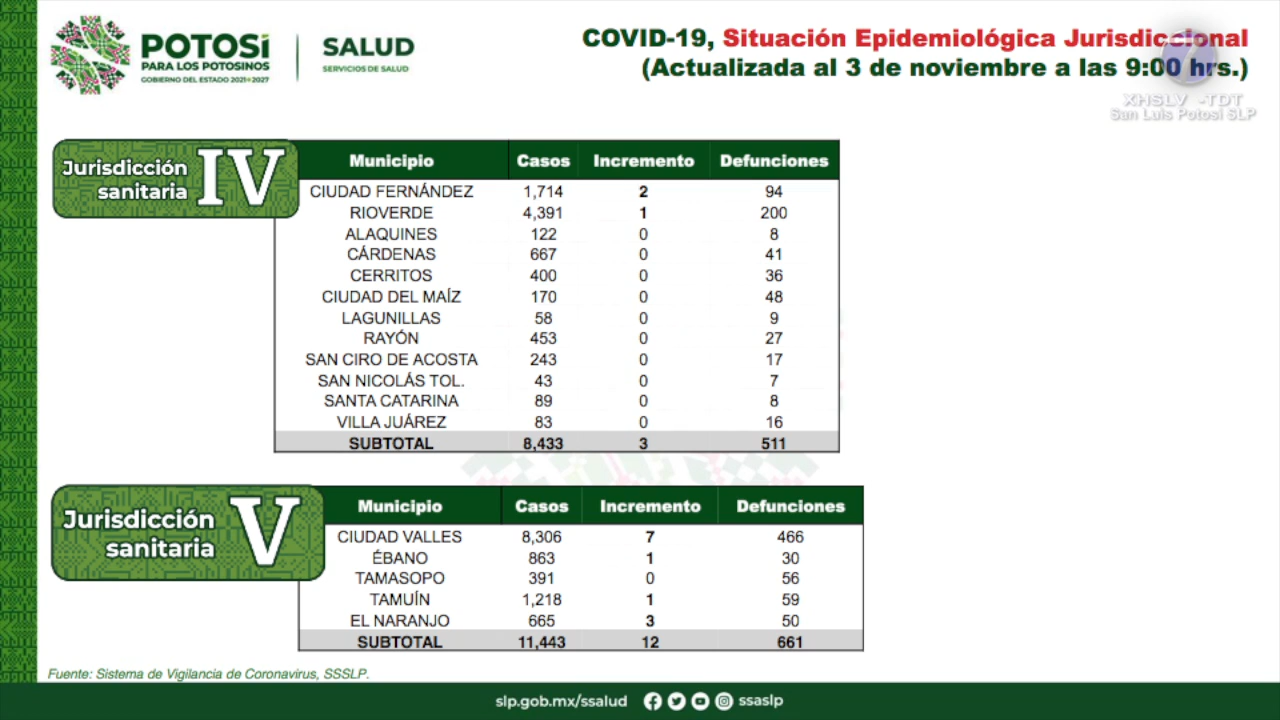 POTOSÍ
PARA LOS POTOSINOS
GOBIERNO DEL ESTADO 2021•2027
SALUD
SERVICIOS DE SALUD
COVID-19, Situación Epidemiológica Jurisdiccional
(Actualizada al 3 de noviembre a las 9:00 hrs.)
XHSLV -TDT
San Luis Potosi SLP
Jurisdicción sanitaria IV
Municipio Casos Incremento Defunciones
CIUDAD FERNÁNDEZ 1,714 2 94
RIOVERDE 4,391 1 200
ALAQUINES 122 0 8
CÁRDENAS 667 0 41
CERRITOS 400 0 36
CIUDAD DEL MAÍZ 170 0 48
LAGUNILLAS 58 0 9
RAYÓN 453 0 27
SAN CIRO DE ACOSTA 243 0 17
SAN NICOLÁS TOL. 43 0 7
SANTA CATARINA 89 0 8
VILLA JUÁREZ 83 0 16
SUBTOTAL 8,433 3 511
Jurisdicción sanitaria V
Municipio Casos Incremento Defunciones
CIUDAD VALLES 8,306 7 466
ÉBANO 863 1 30
TAMASOPO 391 0 56
TAMUÍN 1,218 1 59
EL NARANJO 665 3 50
SUBTOTAL 11,443 12 661
Fuente: Sistema de Vigilancia de Coronavirus, SSSLP.
slp.gob.mx/ssalud ssaslp